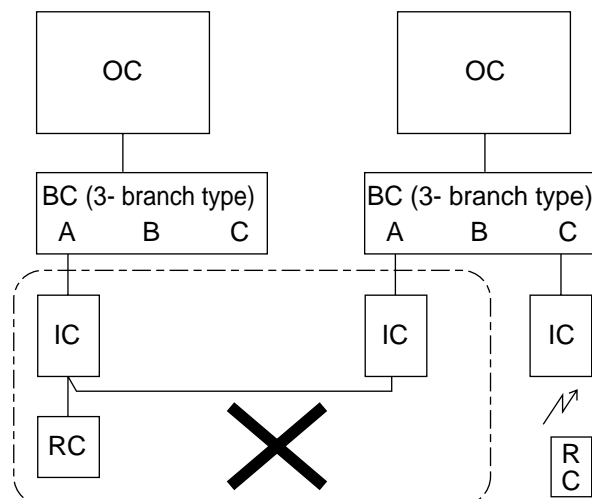 OC
OC
BC (3- branch type)
A B C
BC (3- branch type)
A B C
IC
IC
IC
RC
R
C